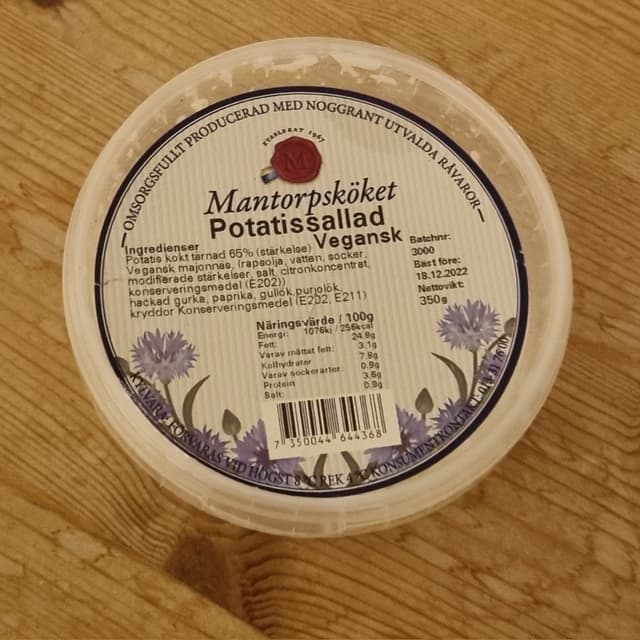 OMSORGSFULLT PRODUCERAD MED NOGGRANT UTVALDA RÅVAROR
ETABLERAT 1967
M
Mantorpsköket
Potatissallad
Vegansk
Ingredienser
Potatis kokt tärnad 65% (stärkelse)
Vegansk majonnäs, (rapsolja, vatten, socker,
modifierade stärkelser, salt, citronkoncentrat,
konserveringsmedel (E202))
hackad gurka, paprika, gullök,purjolök,
kryddor Konserveringsmedel (E202, E211)
Batchnr:
3000
Bäst före:
18.12.2022
Nettovikt:
350g
Näringsvärde / 100g
Energi: 1076kj / 256kcal
Fett: 24.8g
Varav mättat fett: 3.1g
Kolhydrater 7.8g
Varav sockerarter: 0.9g
Protein 3.6g
Salt: 0.9g
7 350044 644368
KYLVARA FÖRVARAS VID HÖGST 8°C REK 4°C KONSUMENTKONTAKT: